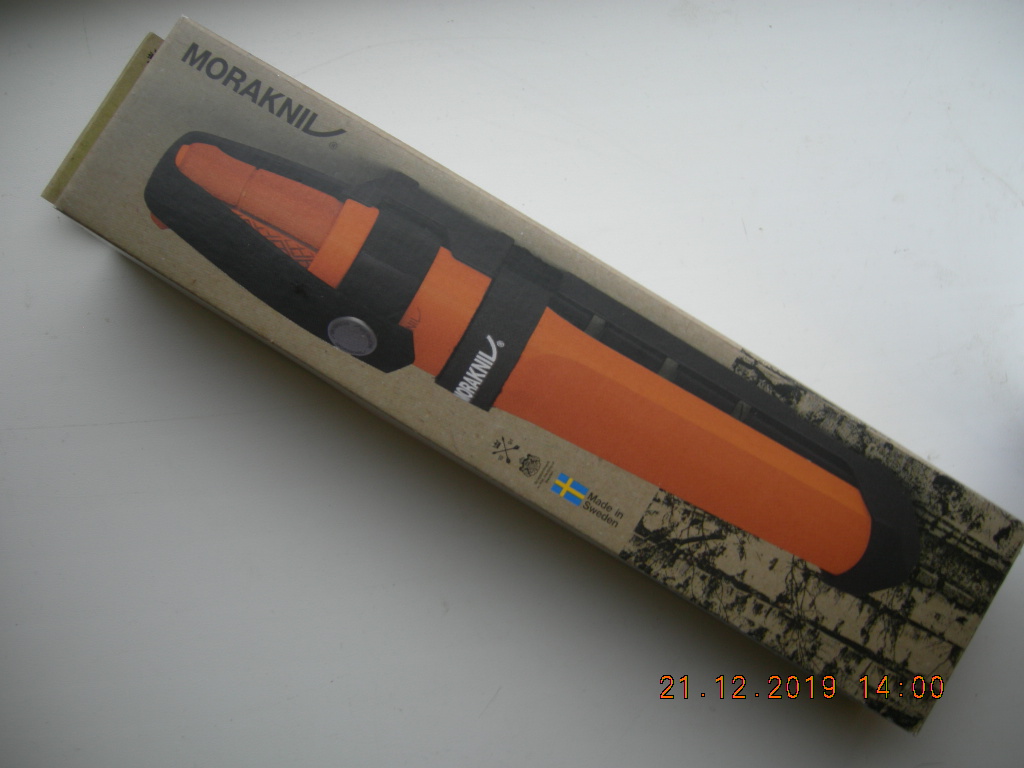 MORAKNIV®
MORAKNIV®
Made in
Sweden
21.12.2019 14:00